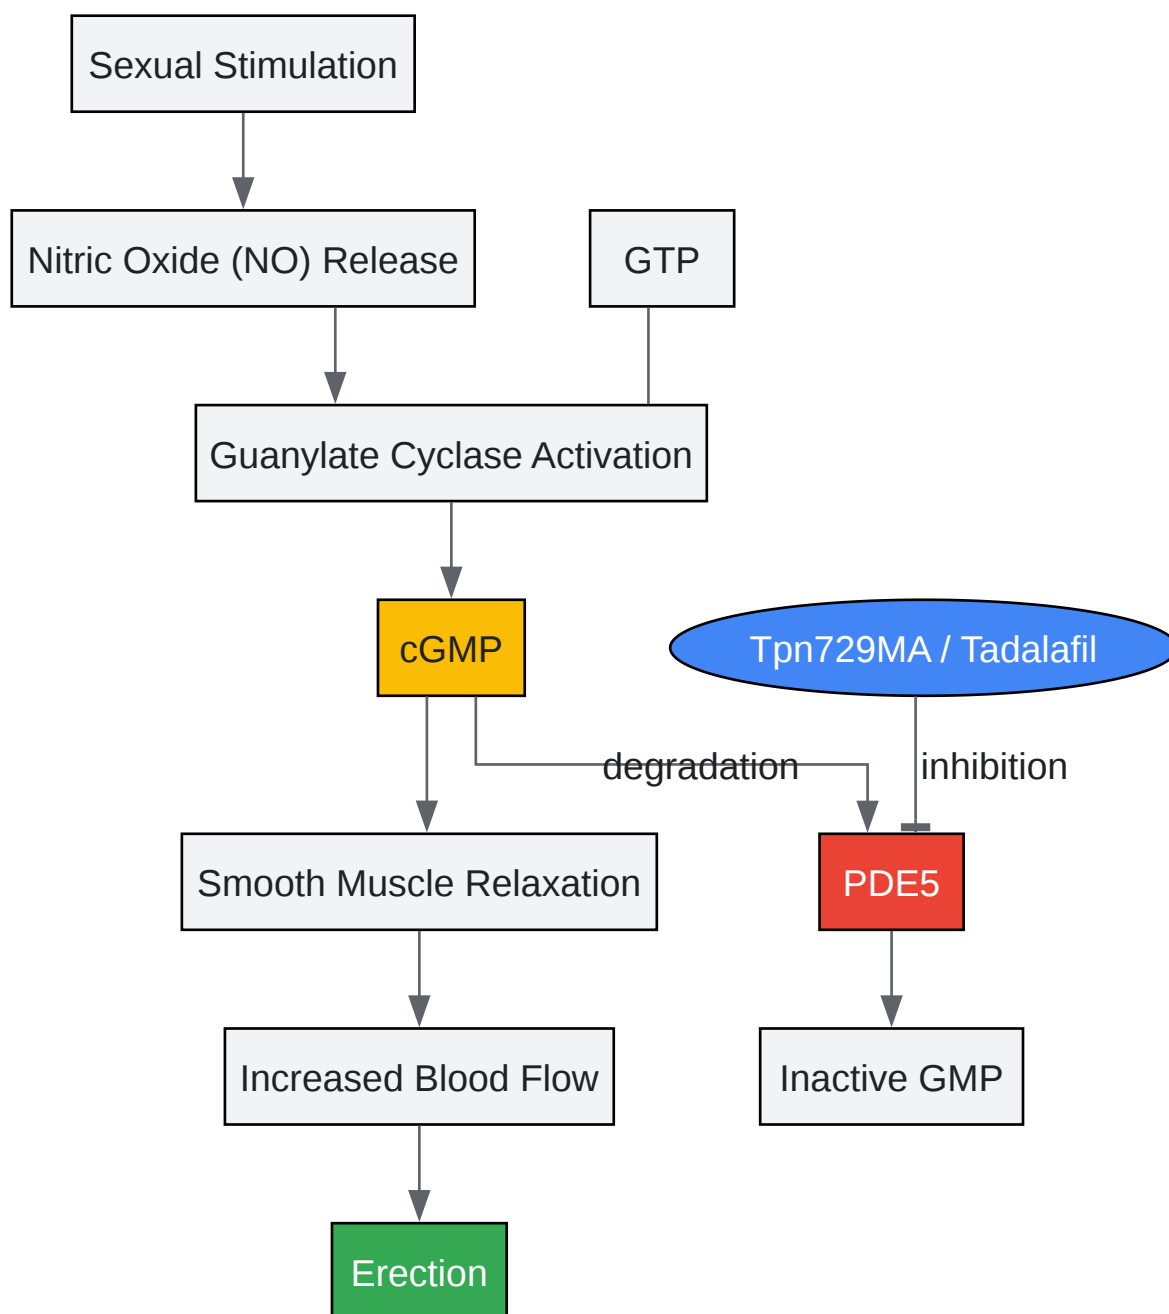 Sexual Stimulation
Nitric Oxide (NO) Release
GTP
Guanylate Cyclase Activation
cGMP
Tpn729MA / Tadalafil
degradation
inhibition
Smooth Muscle Relaxation
PDE5
Increased Blood Flow
Inactive GMP
Erection